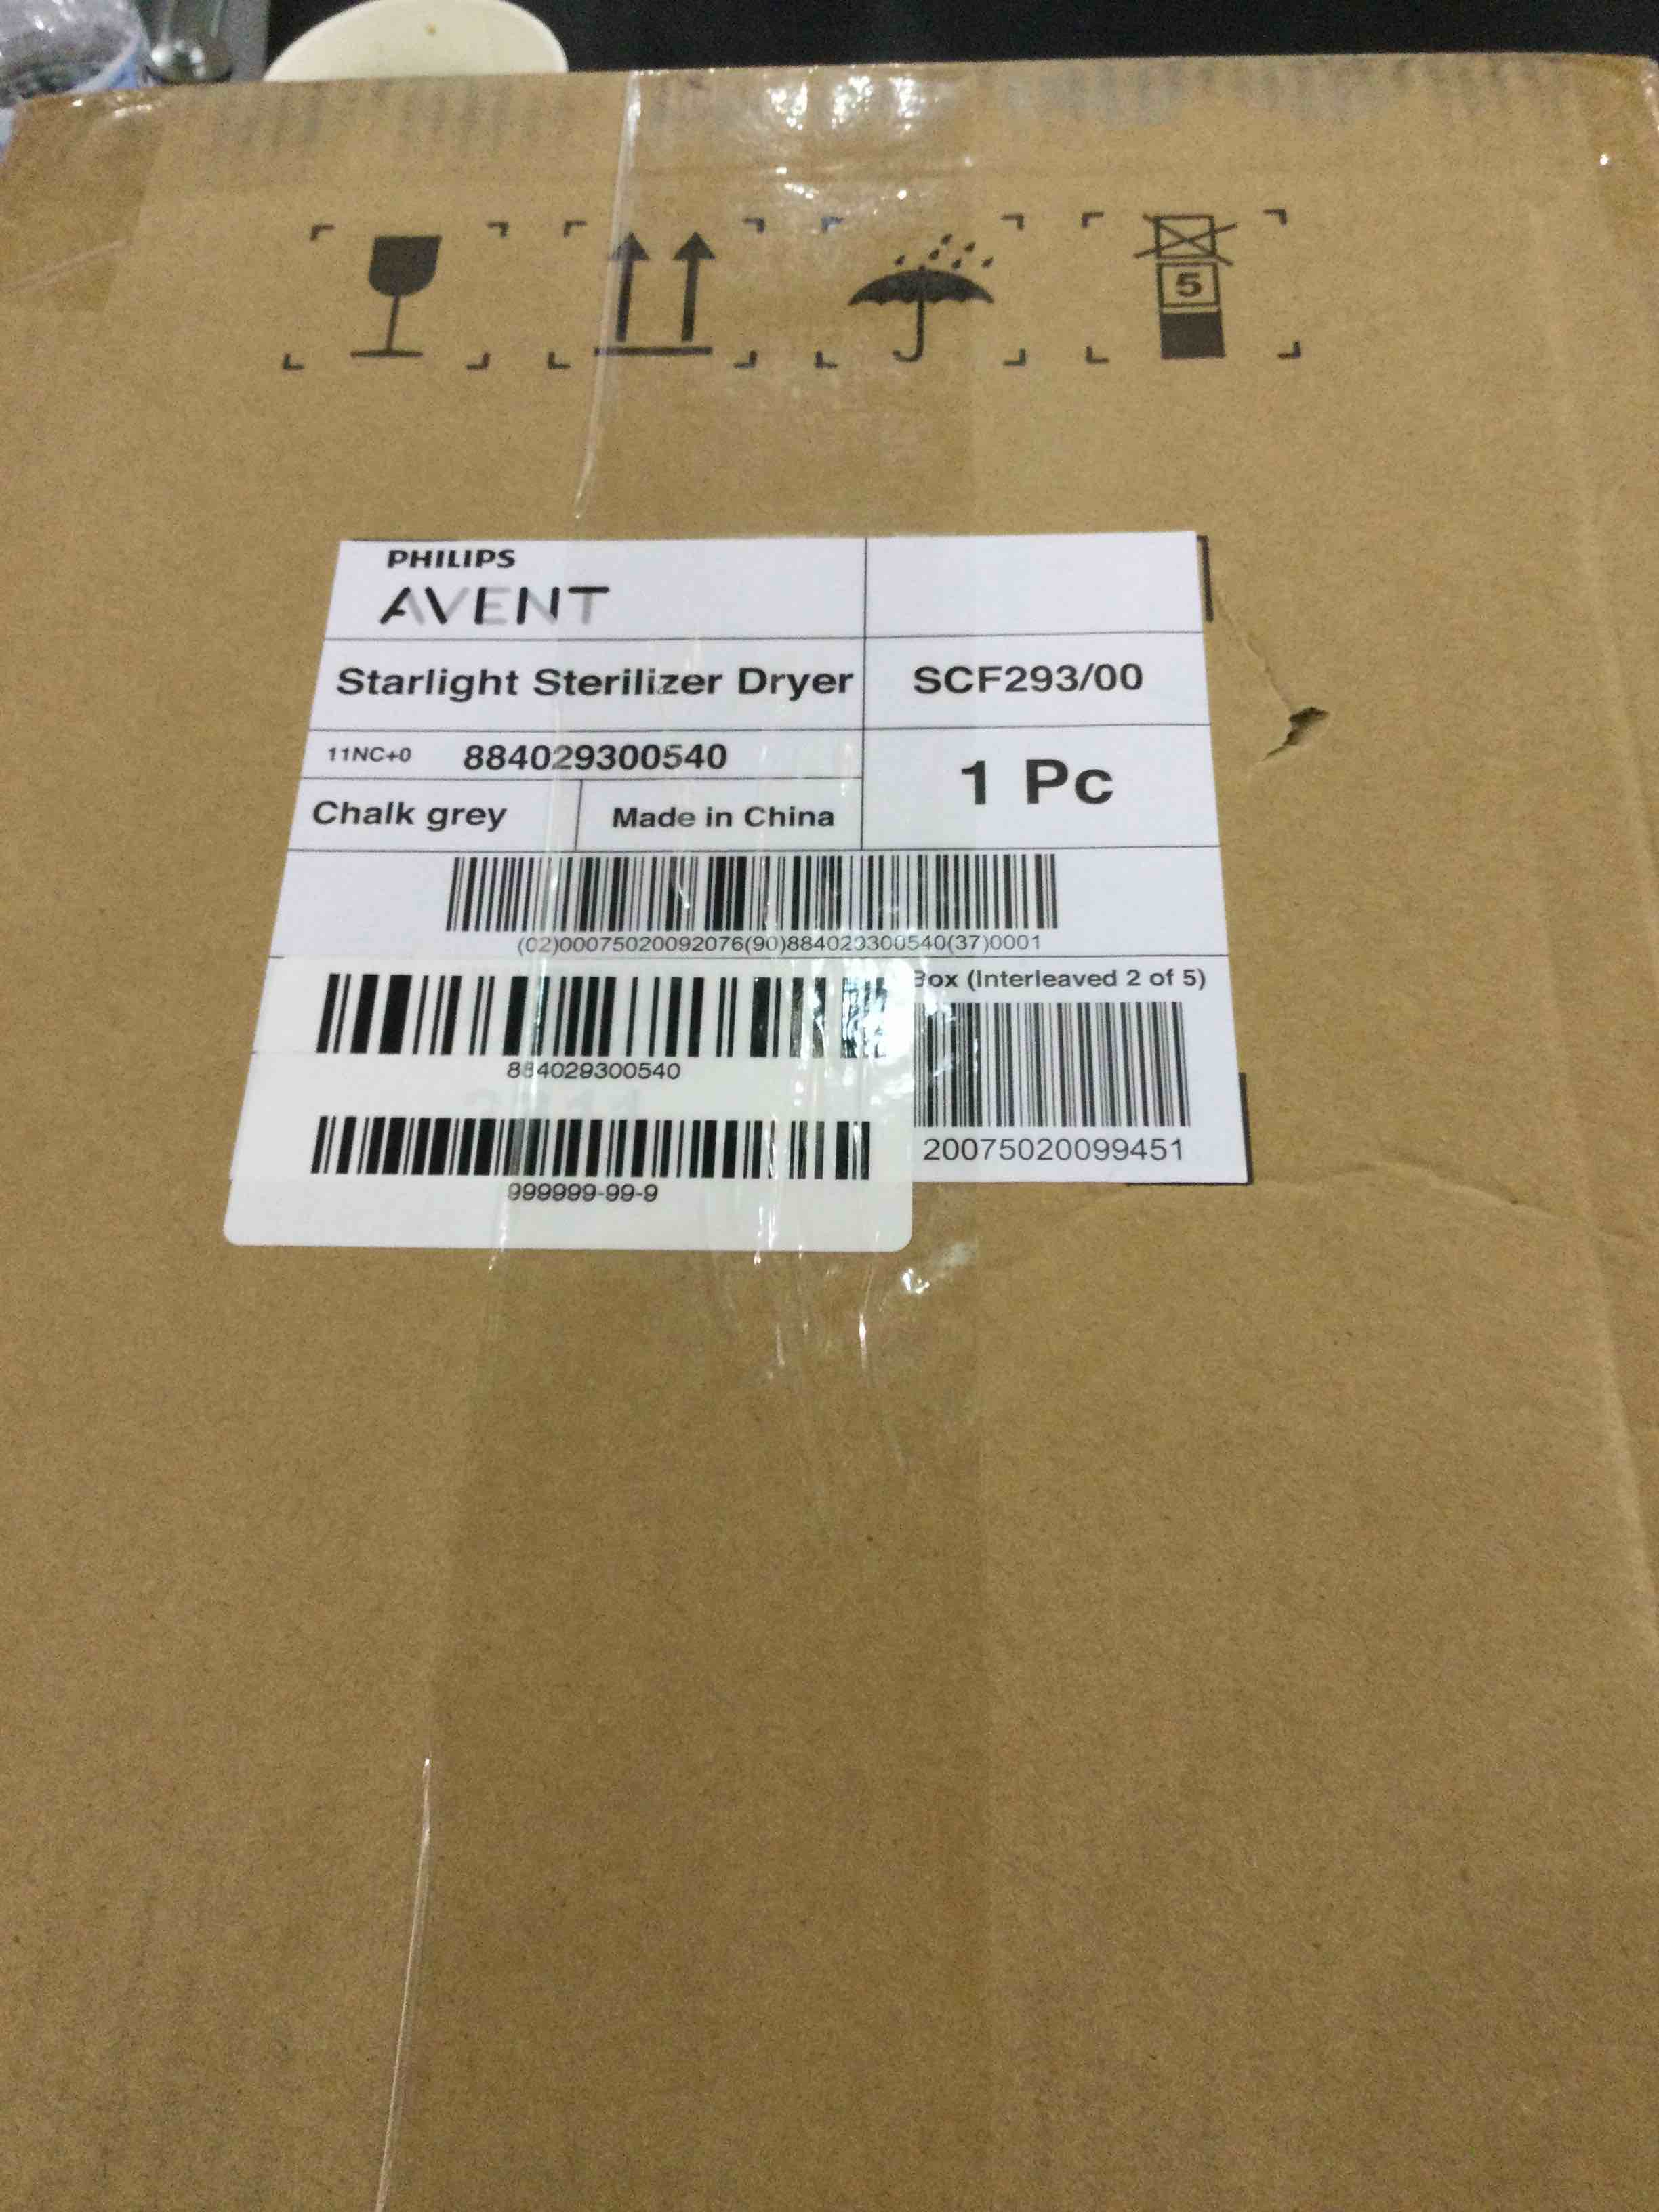 5
PHILIPS
AVENT
Starlight Sterilizer Dryer
SCF293/00
11NC+0 884029300540
1 Pc
Chalk grey
Made in China
(02)00075020092076(90)884029300540(37)0001
Box (Interleaved 2 of 5)
884029300540
20075020099451
999999-99-9